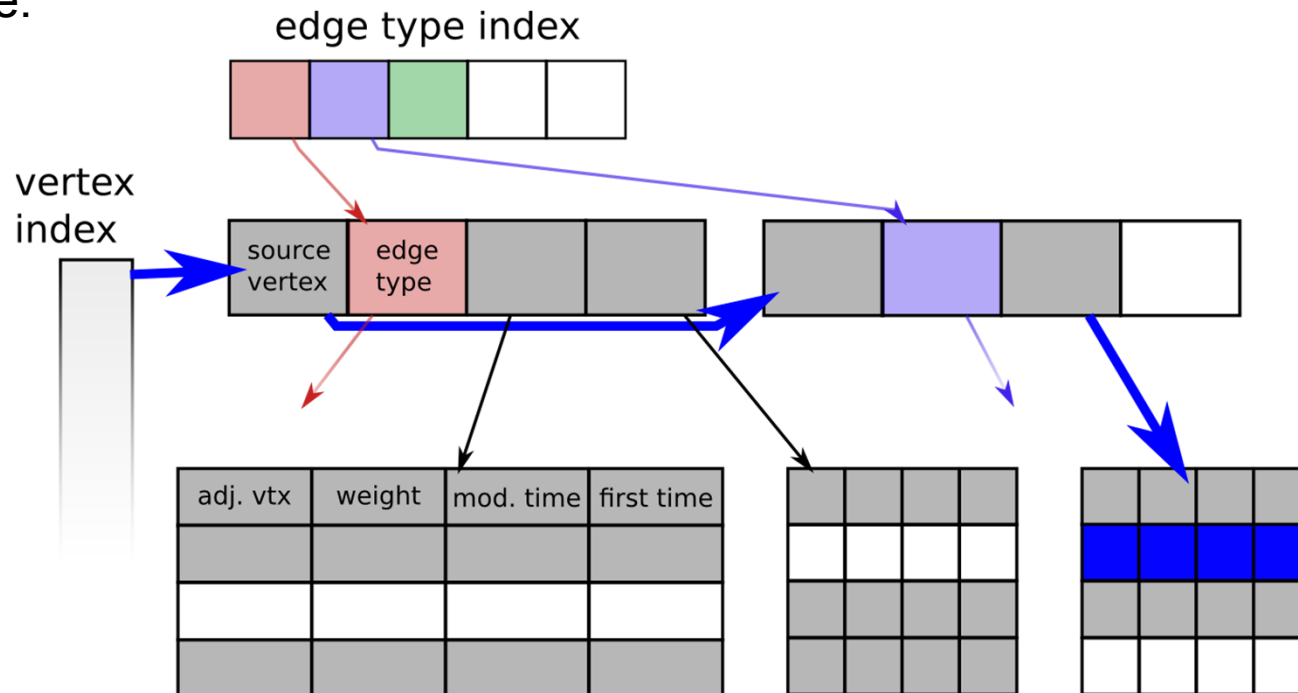 e.
edge type index
vertex
index
source
vertex
edge
type
adj. vtx
weight
mod. time
first time